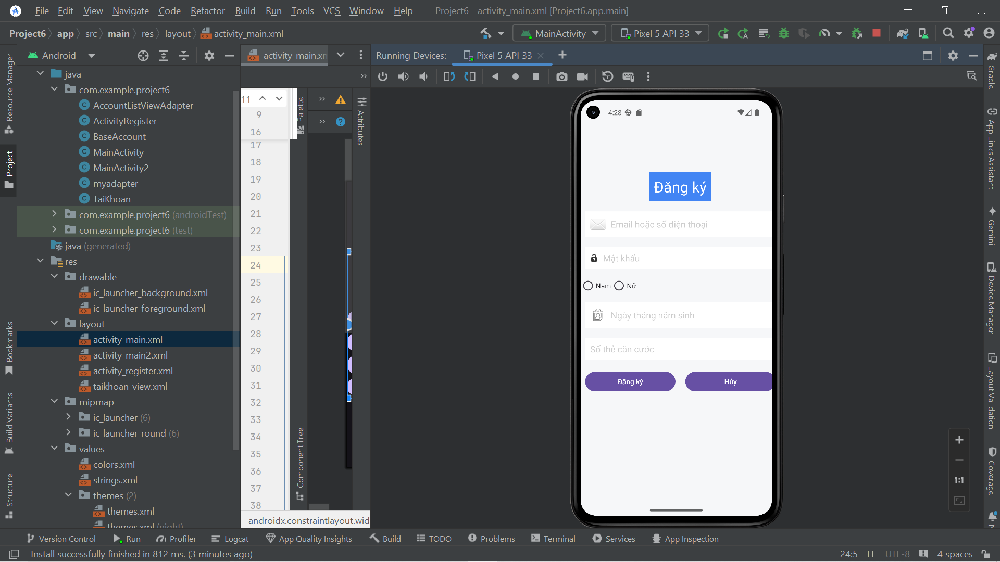 File Edit View Navigate Code Refactor Build Run Tools VCS Window Help Project6 - activity_main.xml [Project6.app.main]
Project6 app src main res layout activity_main.xml MainActivity Pixel 5 API 33
Android
activity_main.xm
Running Devices: Pixel 5 API 33
java
com.example.project6
AccountListViewAdapter
ActivityRegister
BaseAccount
MainActivity
MainActivity2
myadapter
TaiKhoan
com.example.project6 (androidTest)
com.example.project6 (test)
java (generated)
res
drawable
ic_launcher_background.xml
ic_launcher_foreground.xml
layout
activity_main.xml
activity_main2.xml
activity_register.xml
taikhoan_view.xml
mipmap
ic_launcher (6)
ic_launcher_round (6)
values
colors.xml
strings.xml
themes (2)
themes.xml
themes.xml (night)
Resource Manager
Project
Bookmarks
Build Variants
Structure
11
9
16
17
18
19
20
21
22
23
24
25
26
27
28
29
30
31
32
33
34
35
36
37
38
Palette
Component Tree
Attributes
androidx.constraintlayout.wid
4:28
Đăng ký
Email hoặc số điện thoại
Mật khẩu
Nam Nữ
Ngày tháng năm sinh
Số thẻ căn cước
Đăng ký Hủy
1:1
Gradle
App Links Assistant
Gemini
Device Manager
Layout Validation
Coverage
Version Control Run Profiler Logcat App Quality Insights Build TODO Problems Terminal Services App Inspection
Install successfully finished in 812 ms. (3 minutes ago) 24:5 LF UTF-8 4 spaces